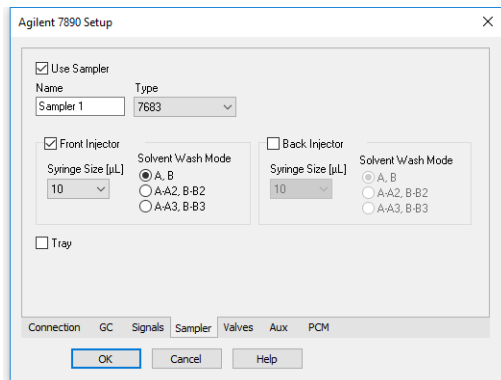 Agilent 7890 Setup
Use Sampler
Name
Type
Sampler 1
7683
Front Injector
Syringe Size [µL]
10
Solvent Wash Mode
A, B
A-A2, B-B2
A-A3, B-B3
Back Injector
Syringe Size [µL]
10
Solvent Wash Mode
A, B
A-A2, B-B2
A-A3, B-B3
Tray
Connection GC Signals Sampler Valves Aux PCM
OK Cancel Help